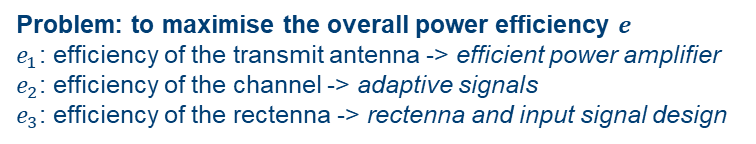 Problem: to maximise the overall power efficiency e
e₁: efficiency of the transmit antenna -> efficient power amplifier
e₂: efficiency of the channel -> adaptive signals
e₃: efficiency of the rectenna -> rectenna and input signal design